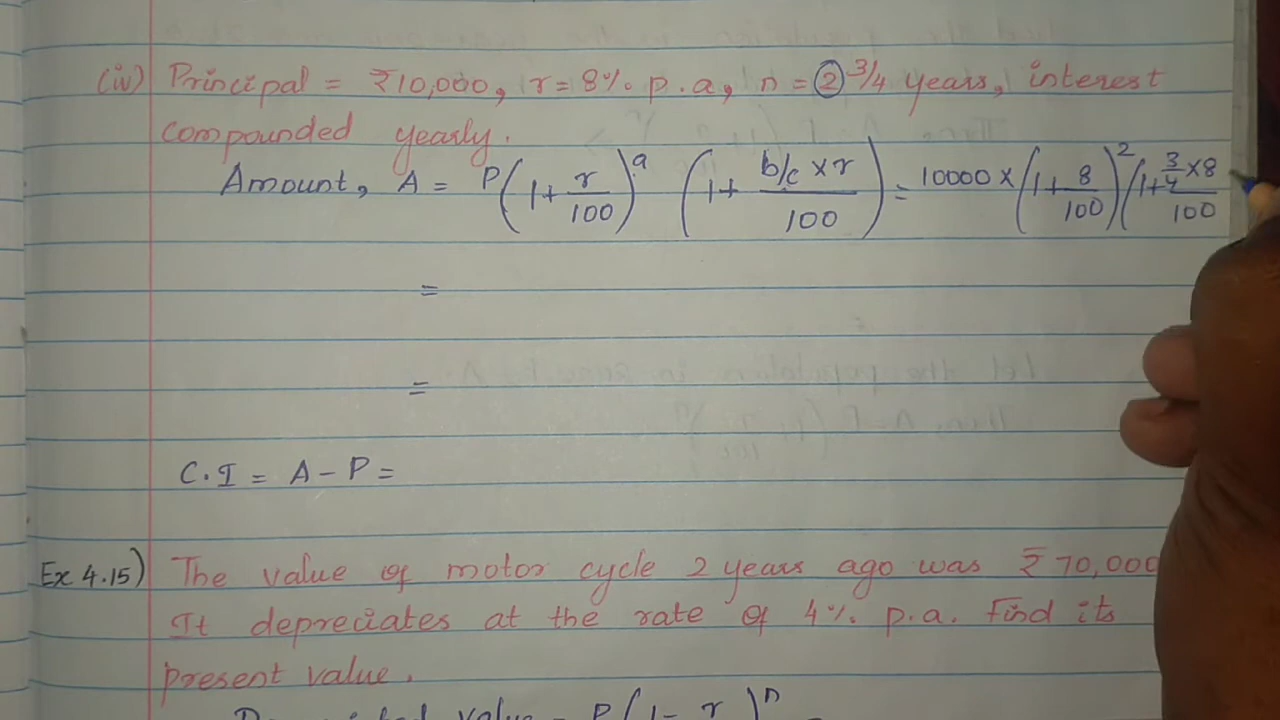 (iv) Principal = ₹10,000, r = 8% p.a, n = 2 3/4 years, interest
compounded yearly.
Amount, A = P(1 + r/100)^a (1 + (b/c × r)/100) = 10000 × (1 + 8/100)^2 (1 + (3/4 × 8)/100
=
=
C.I = A - P =
Ex 4.15) The value of motor cycle 2 years ago was ₹70,000
It depreciates at the rate of 4% p.a. Find its
present value.
value = P(1 - r )^n =